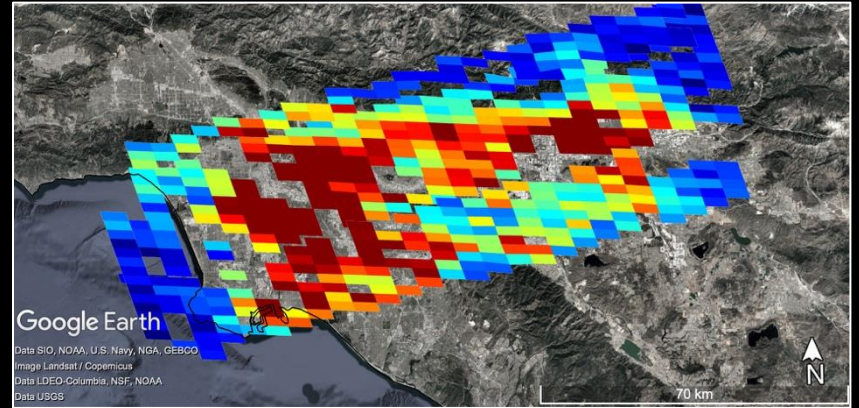 Google Earth
Data SIO, NOAA, U.S. Navy, NGA, GEBCO
Image Landsat / Copernicus
Data LDEO-Columbia, NSF, NOAA
Data USGS
70 km
N